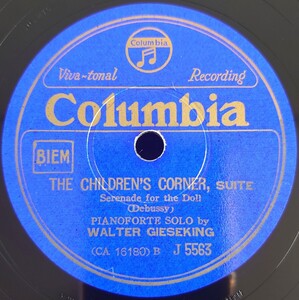 Columbia
Viva-tonal Recording
Columbia
BIEM
THE CHILDREN'S CORNER, SUITE
Serenade for the Doll
(Debussy)
PIANOFORTE SOLO by
WALTER GIESEKING
(CA 16180) B J 5563